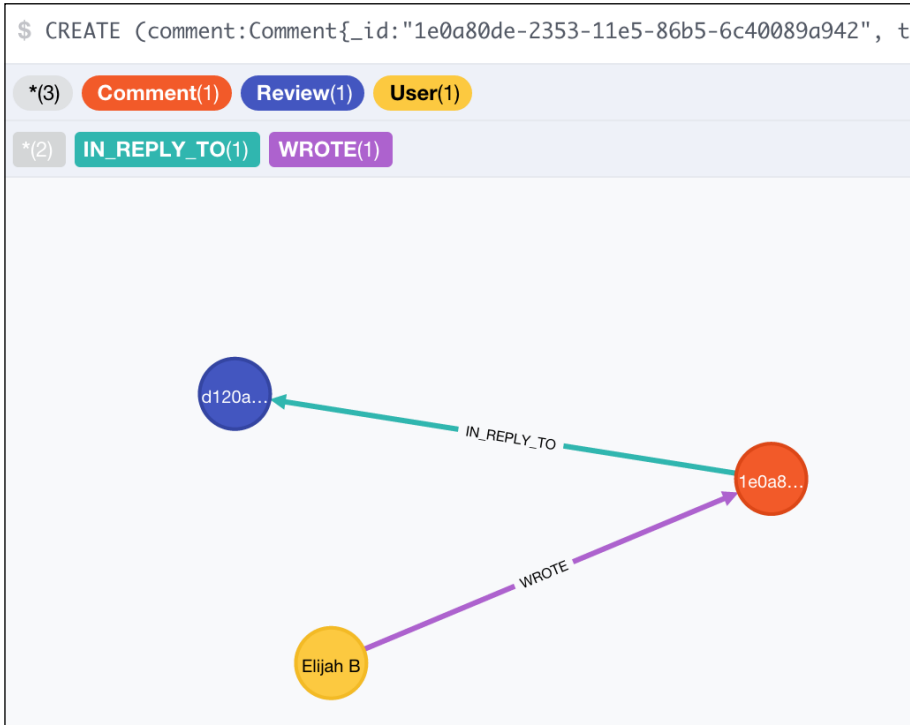 $ CREATE (comment:Comment{_id:"1e0a80de-2353-11e5-86b5-6c40089a942", t
*(3) Comment(1) Review(1) User(1)
*(2) IN_REPLY_TO(1) WROTE(1)
d120a...
IN_REPLY_TO
1e0a8...
WROTE
Elijah B